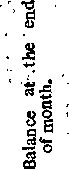 Balance at the end
of month.